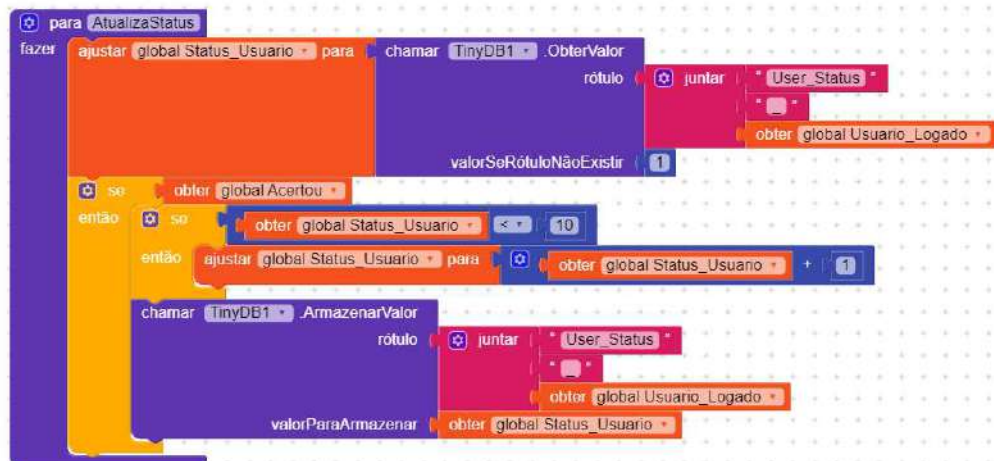 para AtualizaStatus
fazer ajustar global Status_Usuario para chamar TinyDB1 .ObterValor
rótulo juntar " User_Status "
" _ "
obter global Usuario_Logado
valorSeRótuloNãoExistir 1
se obter global Acertou
então se obter global Status_Usuario < 10
então ajustar global Status_Usuario para obter global Status_Usuario + 1
chamar TinyDB1 .ArmazenarValor
rótulo juntar " User_Status "
" _ "
obter global Usuario_Logado
valorParaArmazenar obter global Status_Usuario